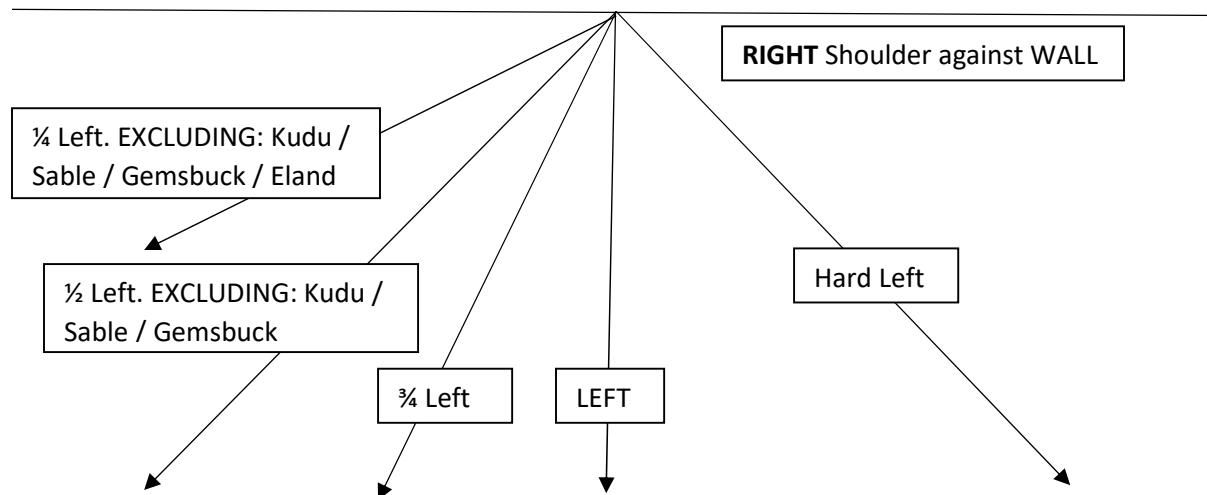 RIGHT Shoulder against WALL
¼ Left. EXCLUDING: Kudu /
Sable / Gemsbuck / Eland
½ Left. EXCLUDING: Kudu /
Sable / Gemsbuck
Hard Left
¾ Left
LEFT